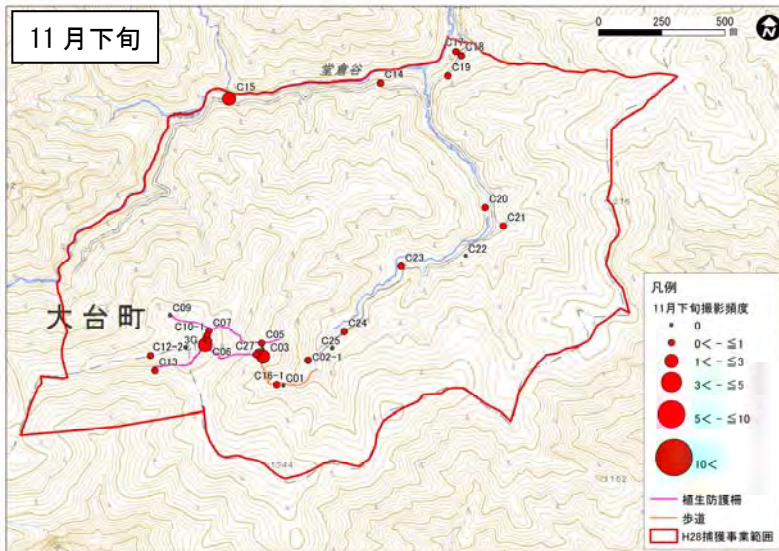 11月下旬
0 250 500
m
N
C17
C18
堂倉谷
C14
C19
C15
C20
C21
C22
C23
C09
大台町
C07
C10-1
C05
C24
C12-2
3G
C27
C25
C06
C03
C02-1
C13
C16-1
C01
1244
1162
凡例
11月下旬撮影頻度
0
0< - ≦1
1< - ≦3
3< - ≦5
5< - ≦10
10<
植生防護柵
歩道
H28捕獲事業範囲